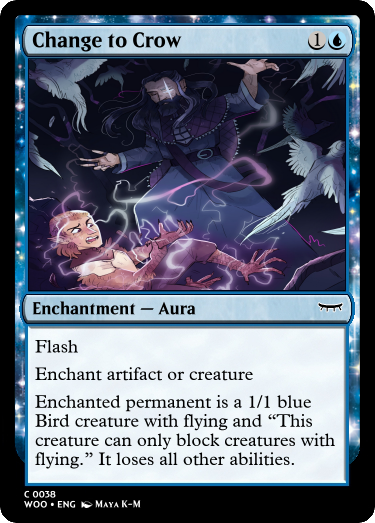 Change to Crow 1
Enchantment — Aura
Flash
Enchant artifact or creature
Enchanted permanent is a 1/1 blue
Bird creature with flying and “This
creature can only block creatures with
flying.” It loses all other abilities.
C 0038
WOO • ENG Maya K-M